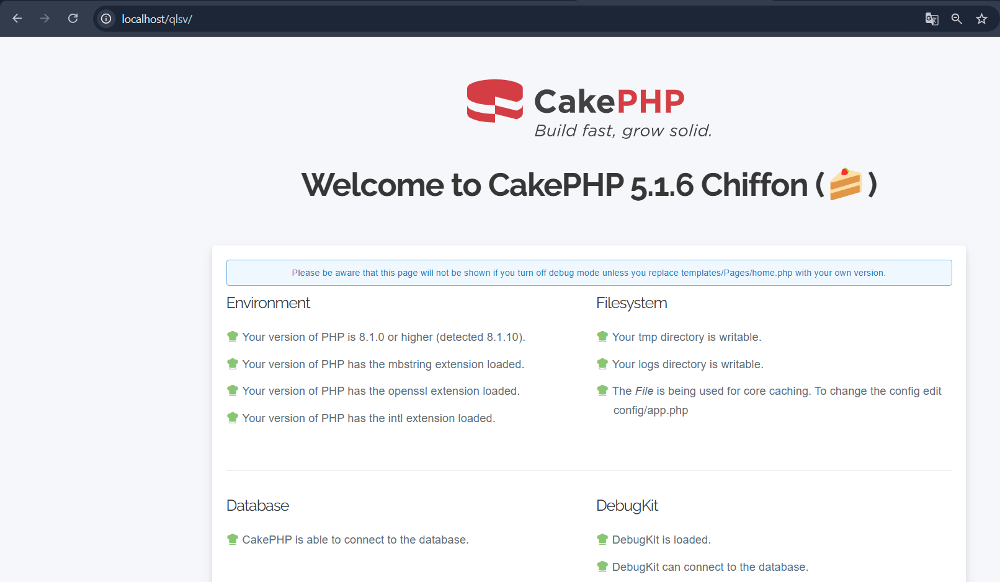 localhost/qlsv/
CakePHP
Build fast, grow solid.
Welcome to CakePHP 5.1.6 Chiffon (🍰)
Please be aware that this page will not be shown if you turn off debug mode unless you replace templates/Pages/home.php with your own version.
Environment
Your version of PHP is 8.1.0 or higher (detected 8.1.10).
Your version of PHP has the mbstring extension loaded.
Your version of PHP has the openssl extension loaded.
Your version of PHP has the intl extension loaded.
Filesystem
Your tmp directory is writable.
Your logs directory is writable.
The File is being used for core caching. To change the config edit
config/app.php
Database
CakePHP is able to connect to the database.
DebugKit
DebugKit is loaded.
DebugKit can connect to the database.